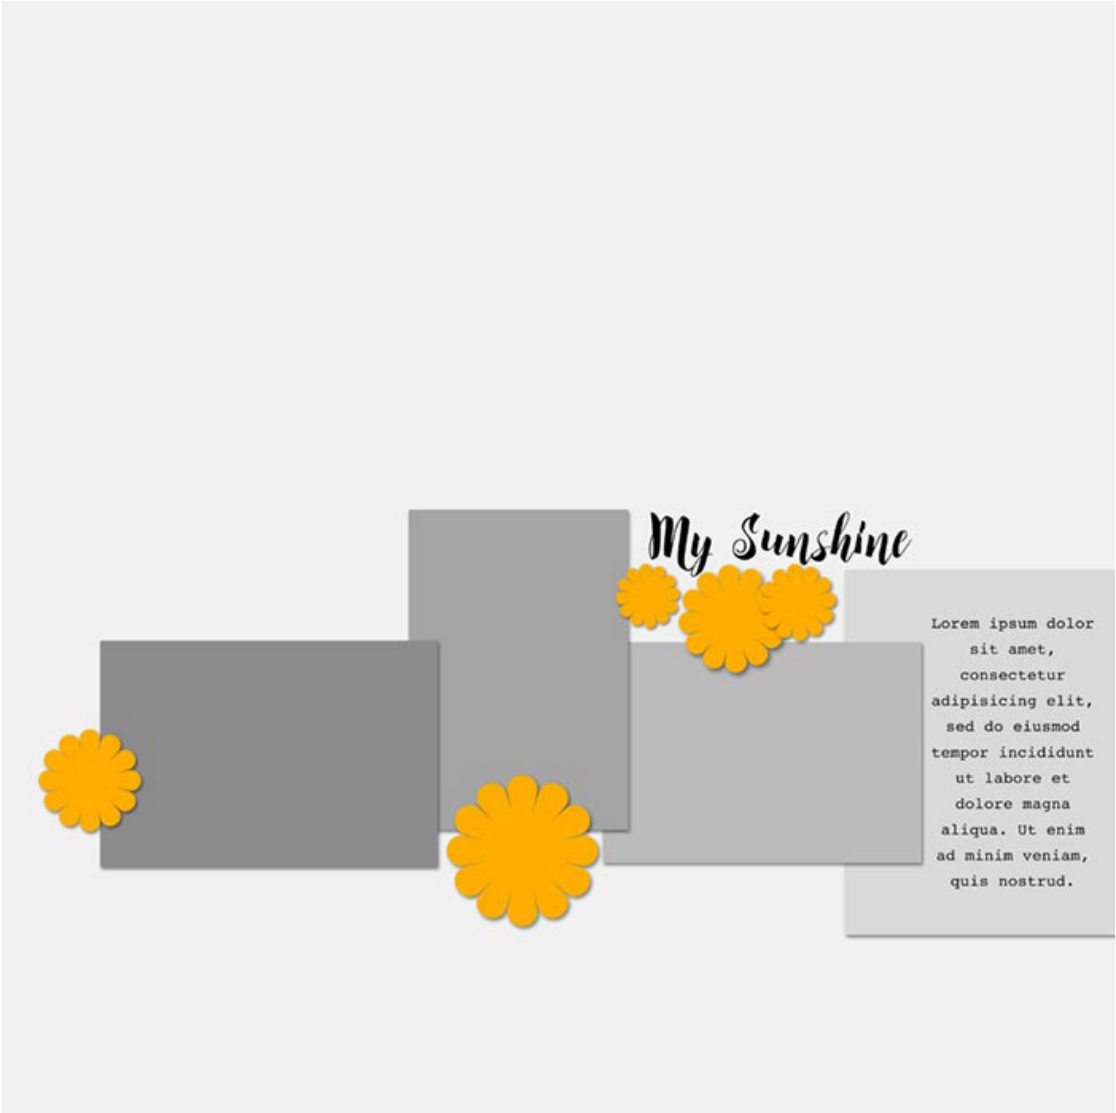 My Sunshine
Lorem ipsum dolor
sit amet,
consectetur
adipisicing elit,
sed do eiusmod
tempor incididunt
ut labore et
dolore magna
aliqua. Ut enim
ad minim veniam,
quis nostrud.